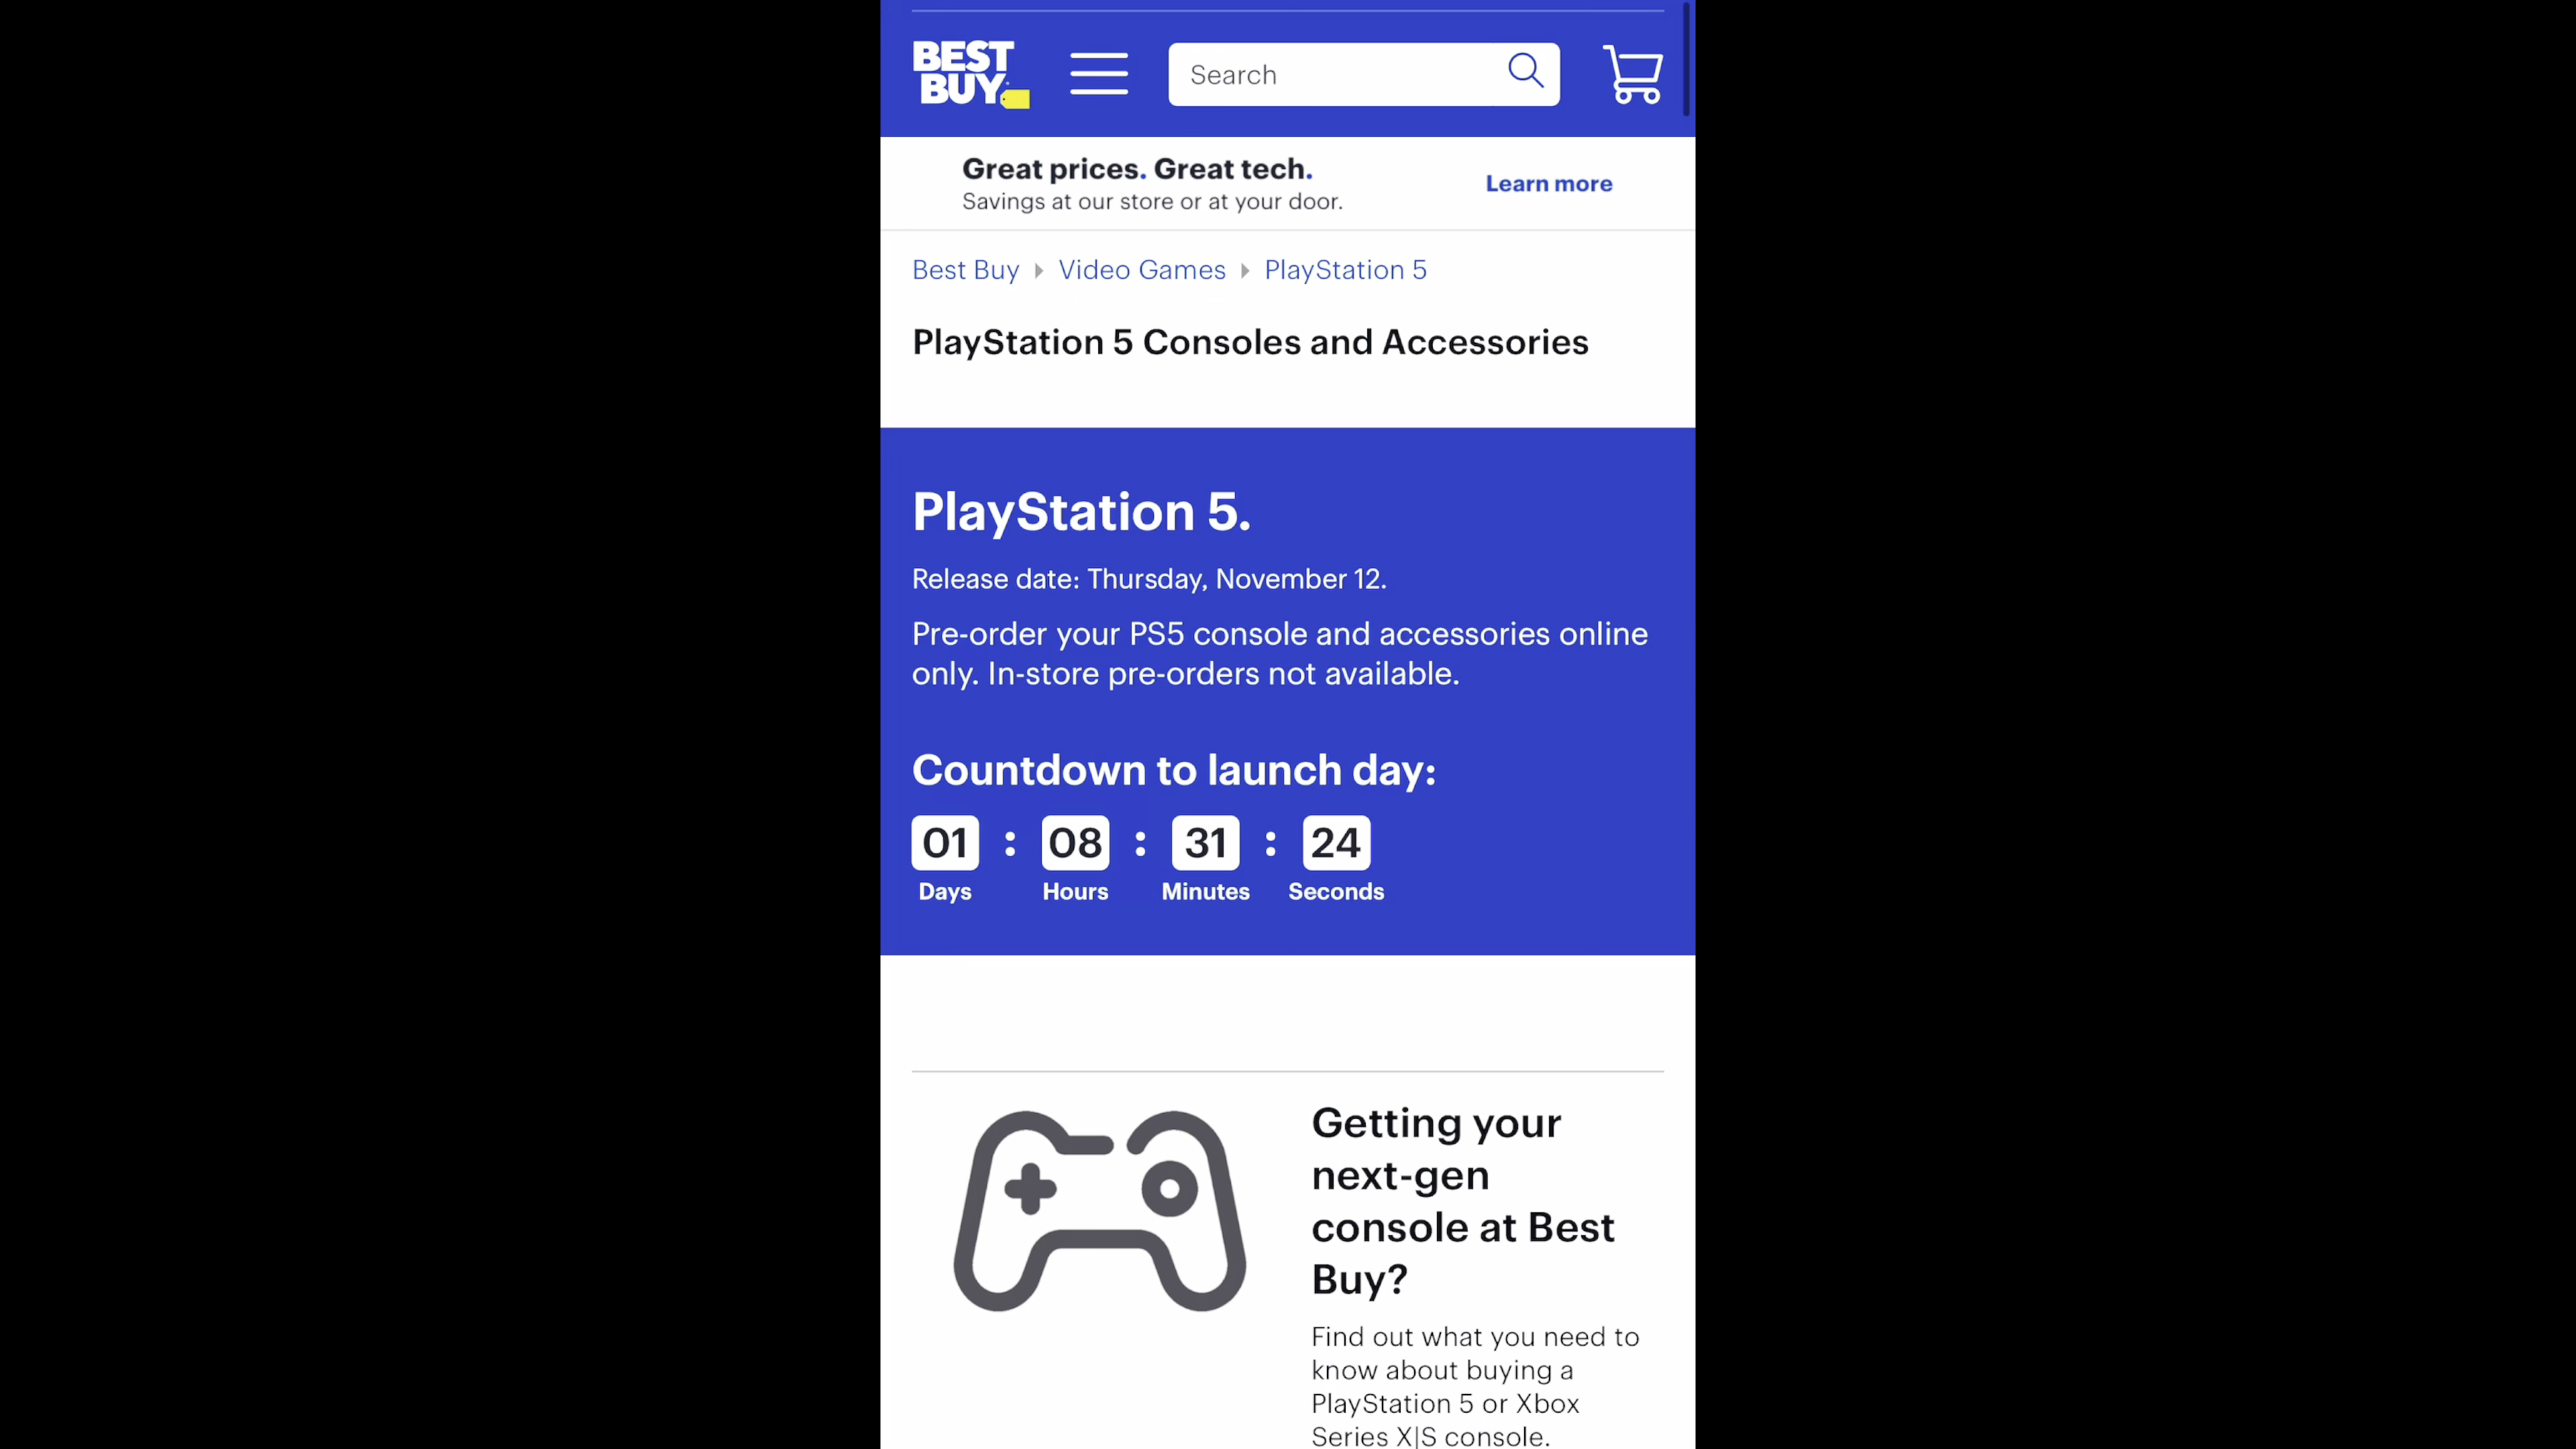 BEST
BUY
Search
Great prices. Great tech.
Savings at our store or at your door.
Learn more
Best Buy
Video Games
PlayStation 5
PlayStation 5 Consoles and Accessories
PlayStation 5.
Release date: Thursday, November 12.
Pre-order your PS5 console and accessories online
only. In-store pre-orders not available.
Countdown to launch day:
01 : 08 : 31 : 24
Days Hours Minutes Seconds
Getting your
next-gen
console at Best
Buy?
Find out what you need to
know about buying a
PlayStation 5 or Xbox
Series X|S console.